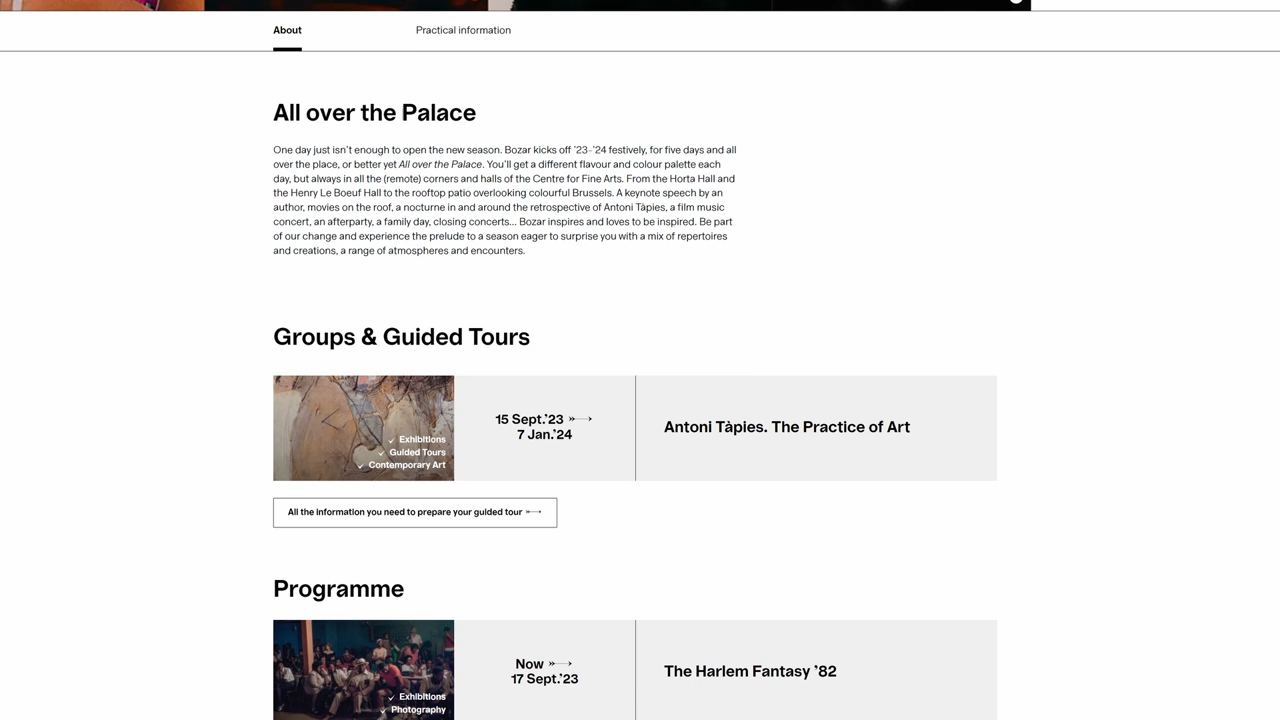 About
Practical information
All over the Palace
One day just isn’t enough to open the new season. Bozar kicks off ’23-’24 festively, for five days and all
over the place, or better yet All over the Palace. You’ll get a different flavour and colour palette each
day, but always in all the (remote) corners and halls of the Centre for Fine Arts. From the Horta Hall and
the Henry Le Boeuf Hall to the rooftop patio overlooking colourful Brussels. A keynote speech by an
author, movies on the roof, a nocturne in and around the retrospective of Antoni Tàpies, a film music
concert, an afterparty, a family day, closing concerts... Bozar inspires and loves to be inspired. Be part
of our change and experience the prelude to a season eager to surprise you with a mix of repertoires
and creations, a range of atmospheres and encounters.
Groups & Guided Tours
Exhibitions
Guided Tours
Contemporary Art
15 Sept.’23
7 Jan.’24
Antoni Tàpies. The Practice of Art
All the information you need to prepare your guided tour
Programme
Exhibitions
Photography
Now
17 Sept.’23
The Harlem Fantasy ’82